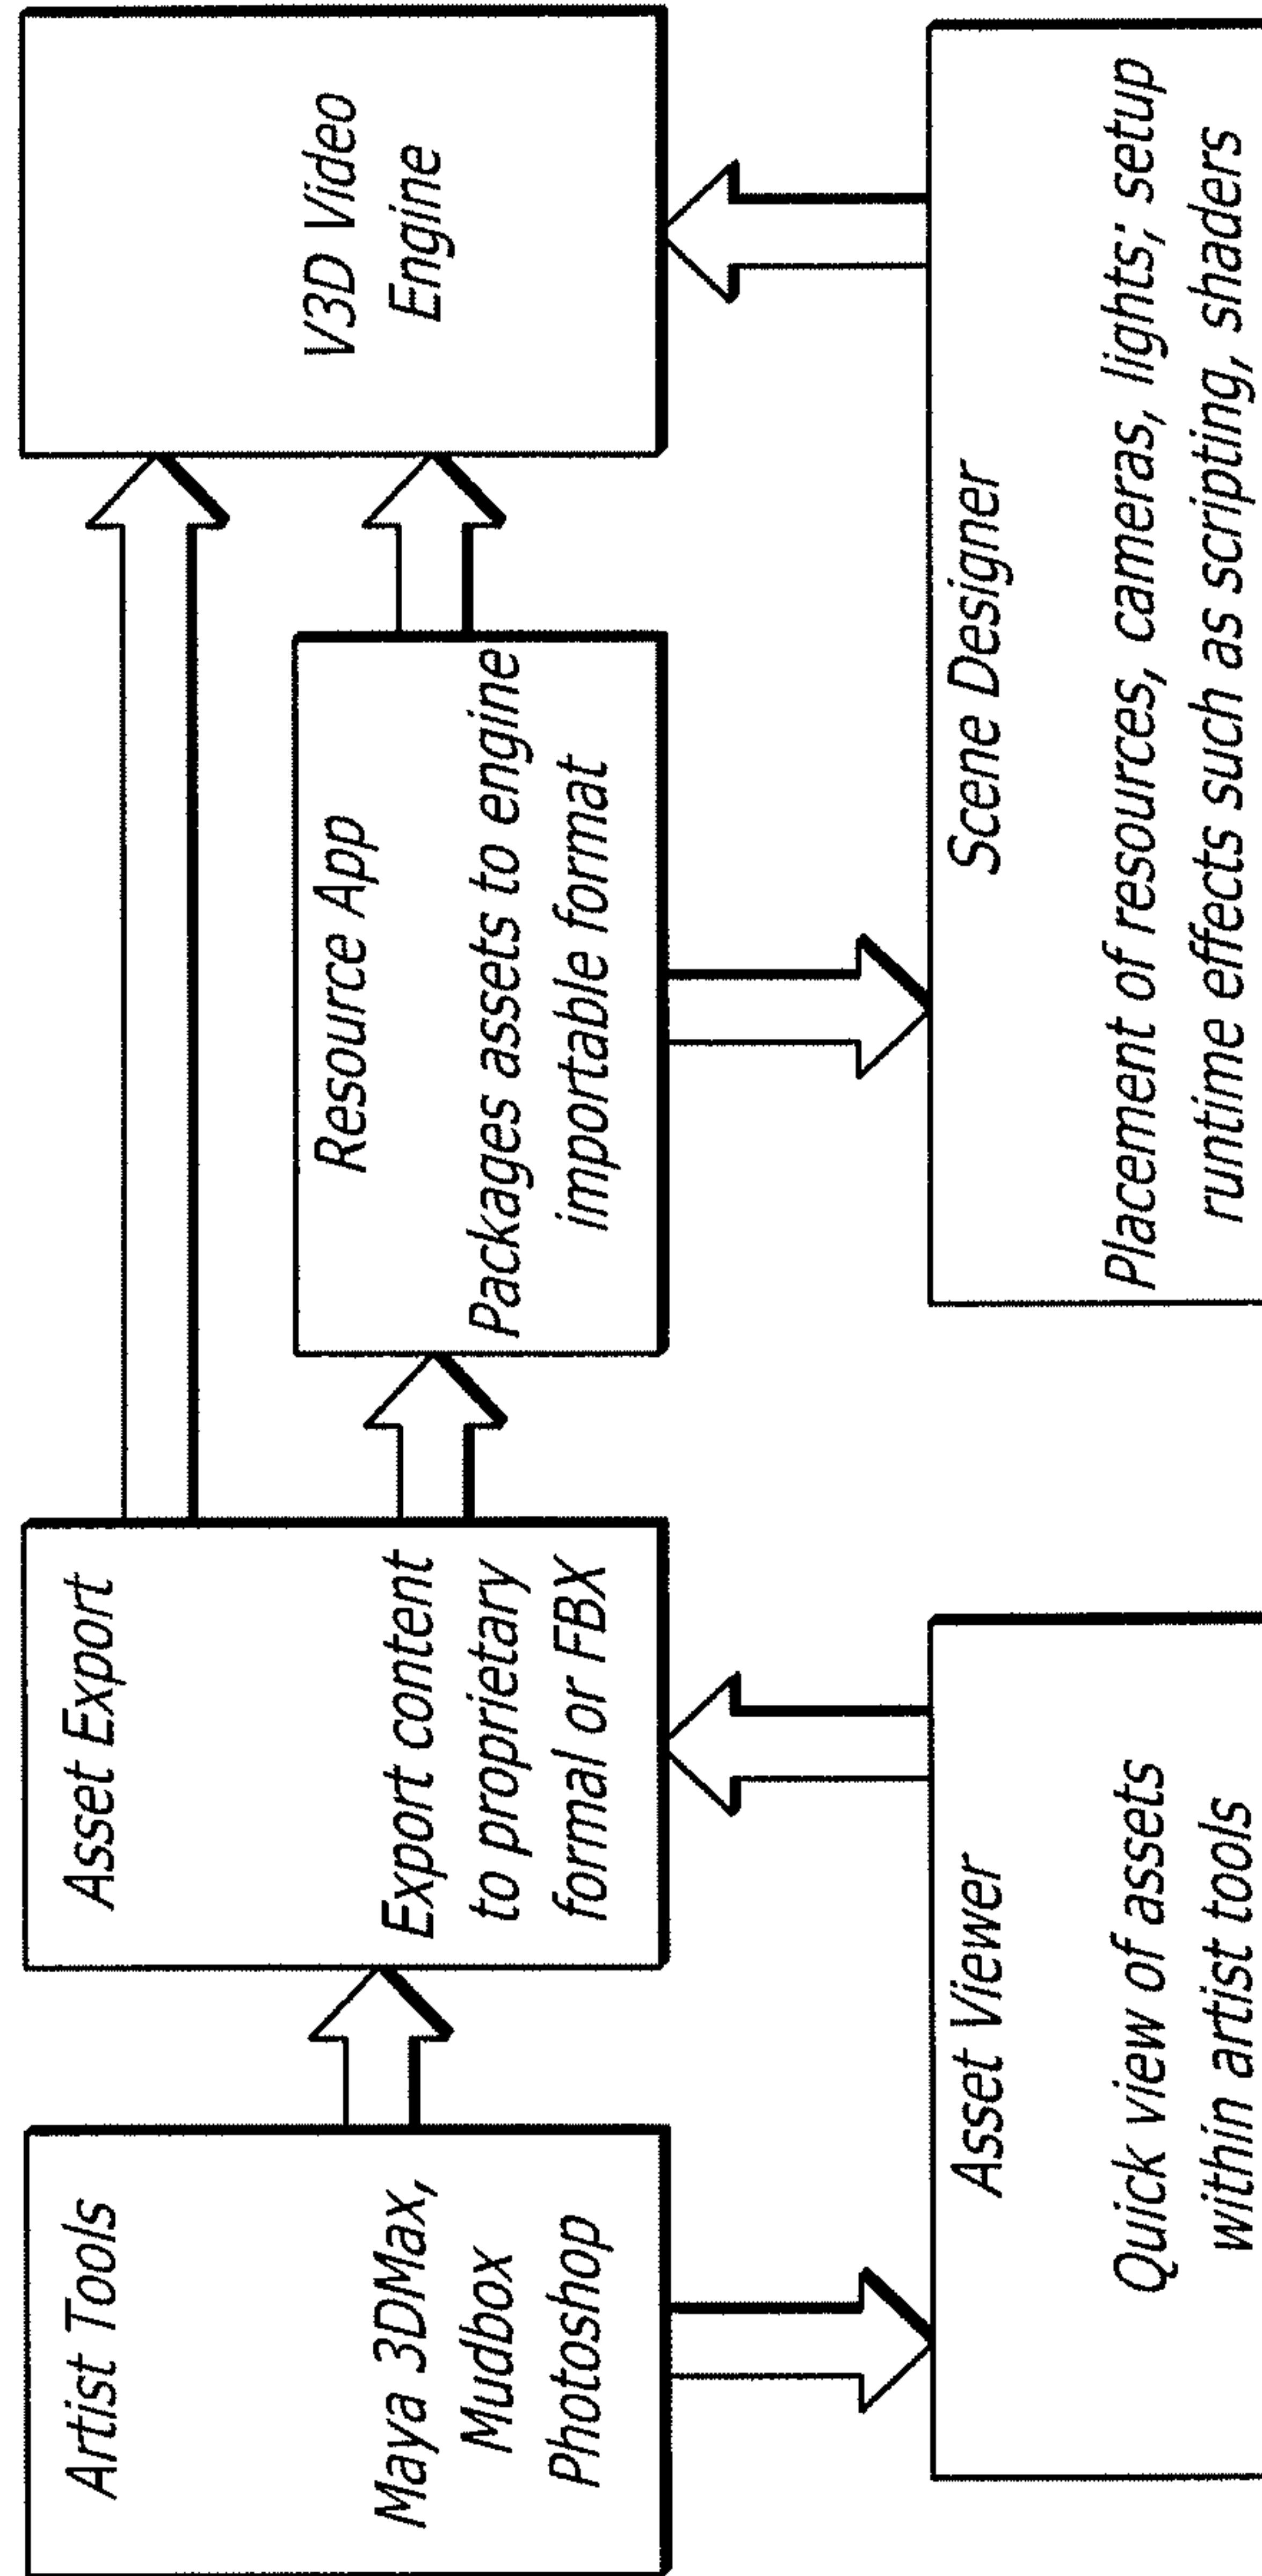 Artist Tools
Maya 3DMax,
Mudbox
Photoshop
Asset Export
Export content
to proprietary
formal or FBX
Resource App
Packages assets to engine
importable format
V3D Video
Engine
Asset Viewer
Quick view of assets
within artist tools
Scene Designer
Placement of resources, cameras, lights; setup
runtime effects such as scripting, shaders